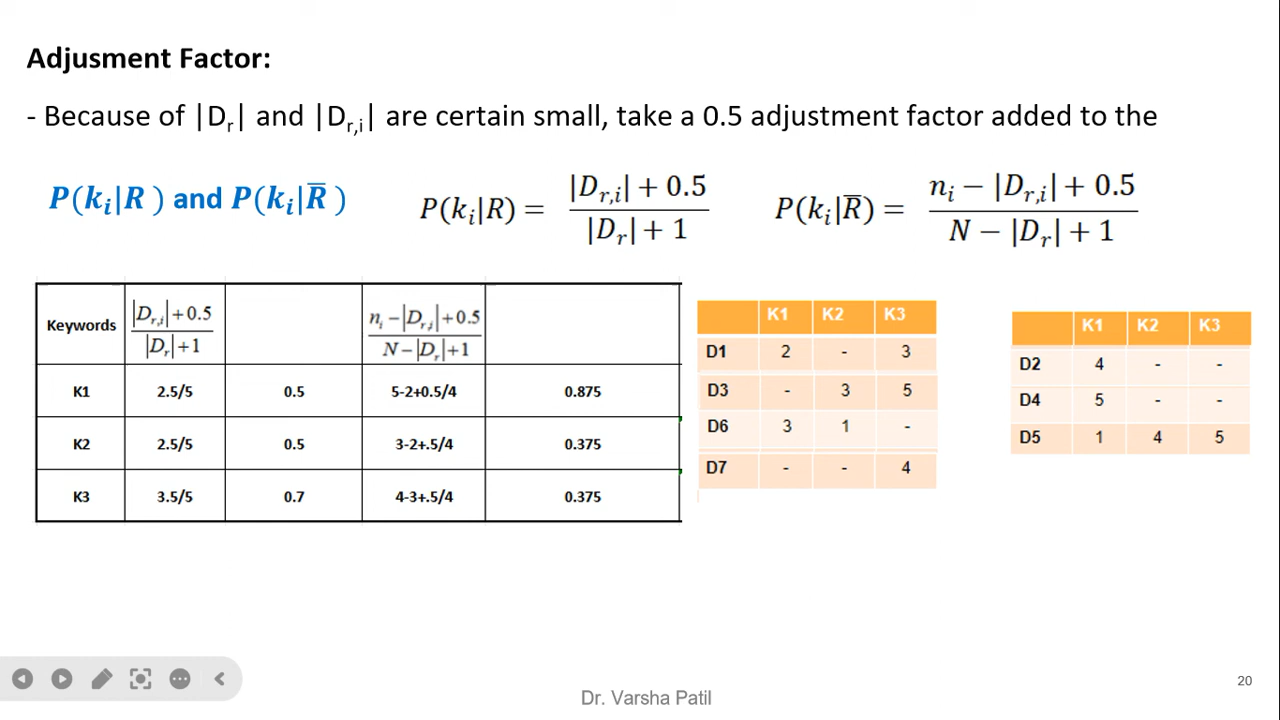 Adjusment Factor:
- Because of |Dr| and |Dr,i| are certain small, take a 0.5 adjustment factor added to the
P(ki|R ) and P(ki|R̅ ) P(ki|R) = |Dr,i| + 0.5 / |Dr| + 1 P(ki|R̅) = ni − |Dr,i| + 0.5 / N − |Dr| + 1
Keywords |Dr,i| + 0.5 / |Dr| + 1 ni − |Dr,i| + 0.5 / N − |Dr| + 1
K1 2.5/5 0.5 5-2+0.5/4 0.875
K2 2.5/5 0.5 3-2+.5/4 0.375
K3 3.5/5 0.7 4-3+.5/4 0.375
K1 K2 K3
D1 2 - 3
D3 - 3 5
D6 3 1 -
D7 - - 4
K1 K2 K3
D2 4 - -
D4 5 - -
D5 1 4 5
20
Dr. Varsha Patil